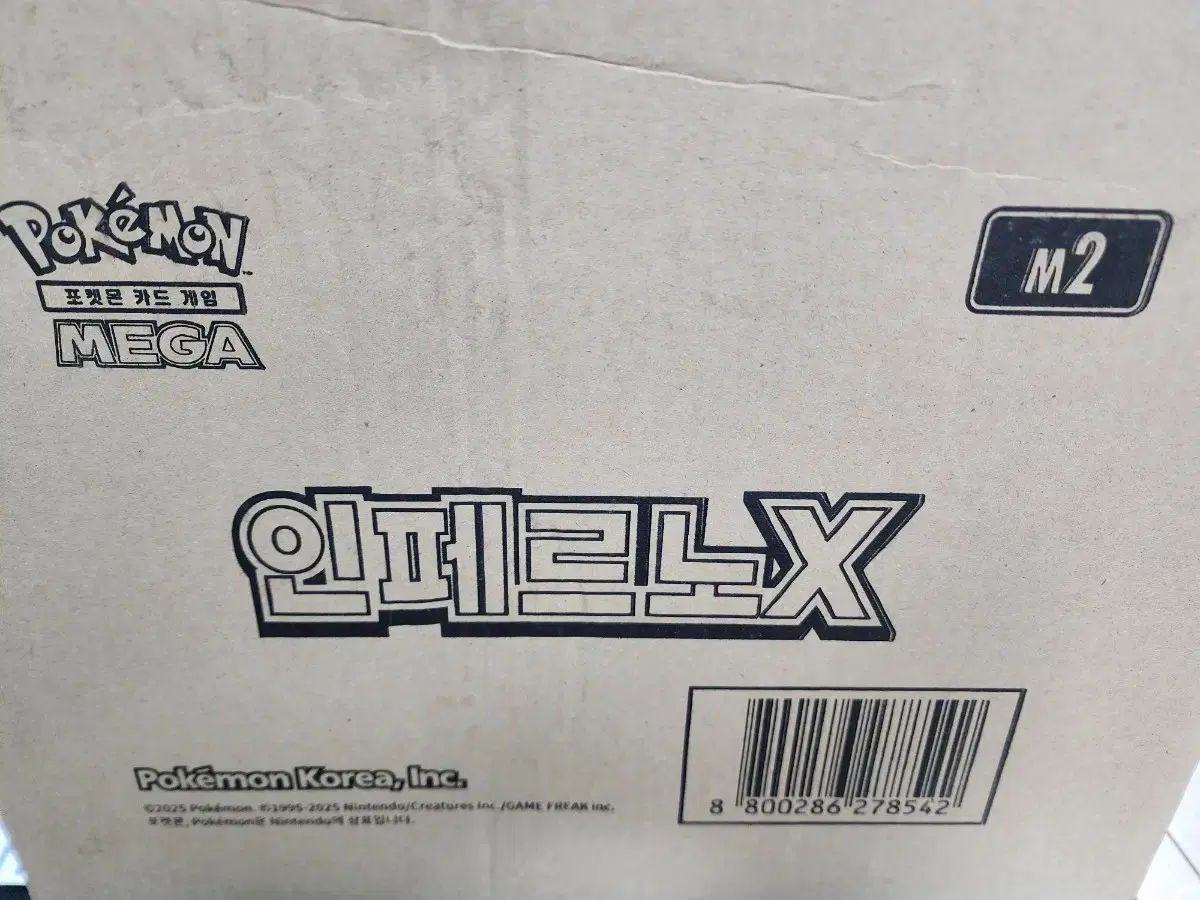 POKéMON
포켓몬 카드 게임
MEGA
M2
인페르노X
Pokémon Korea, Inc.
©2025 Pokémon. ©1995-2025 Nintendo/Creatures Inc./GAME FREAK inc.
포켓몬, Pokémon은 Nintendo의 상표입니다.
8 800286 278542